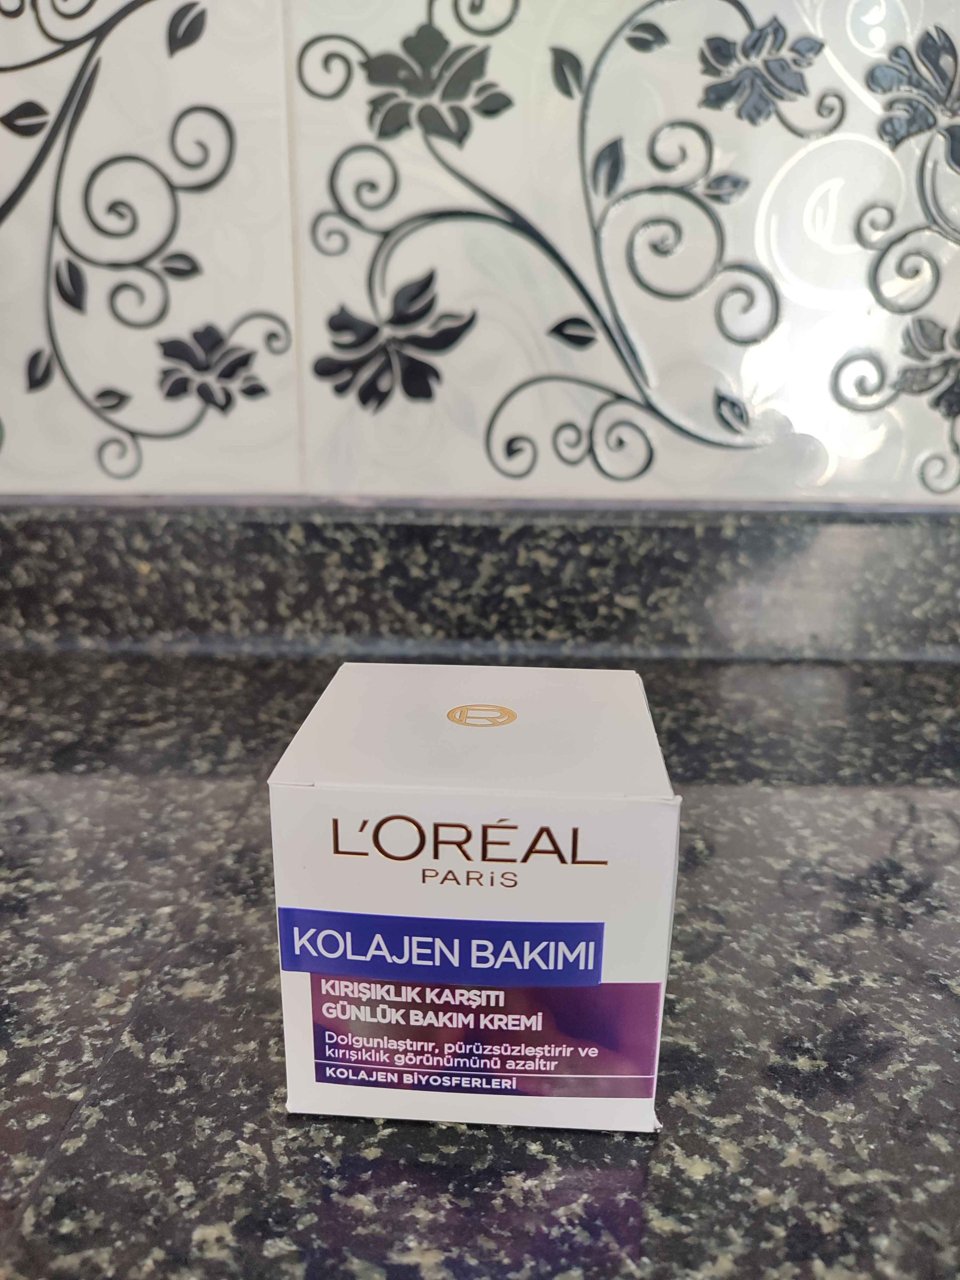 L'ORÉAL
PARiS
KOLAJEN BAKIMI
KIRIŞIKLIK KARŞITI
GÜNLÜK BAKIM KREMİ
Dolgunlaştırır, pürüzsüzleştirir ve
kırışıklık görünümünü azaltır
KOLAJEN BİYOSFERLERİ